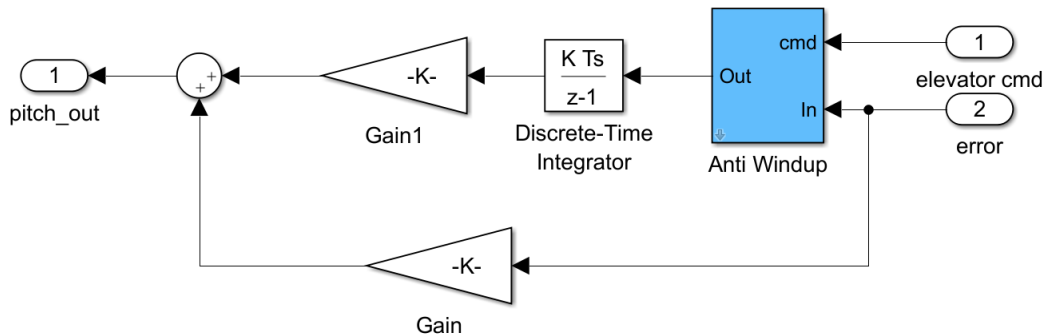 1
pitch_out
+
+
-K-
Gain1
K Ts
z-1
Discrete-Time
Integrator
cmd
Out
In
Anti Windup
1
elevator cmd
2
error
-K-
Gain